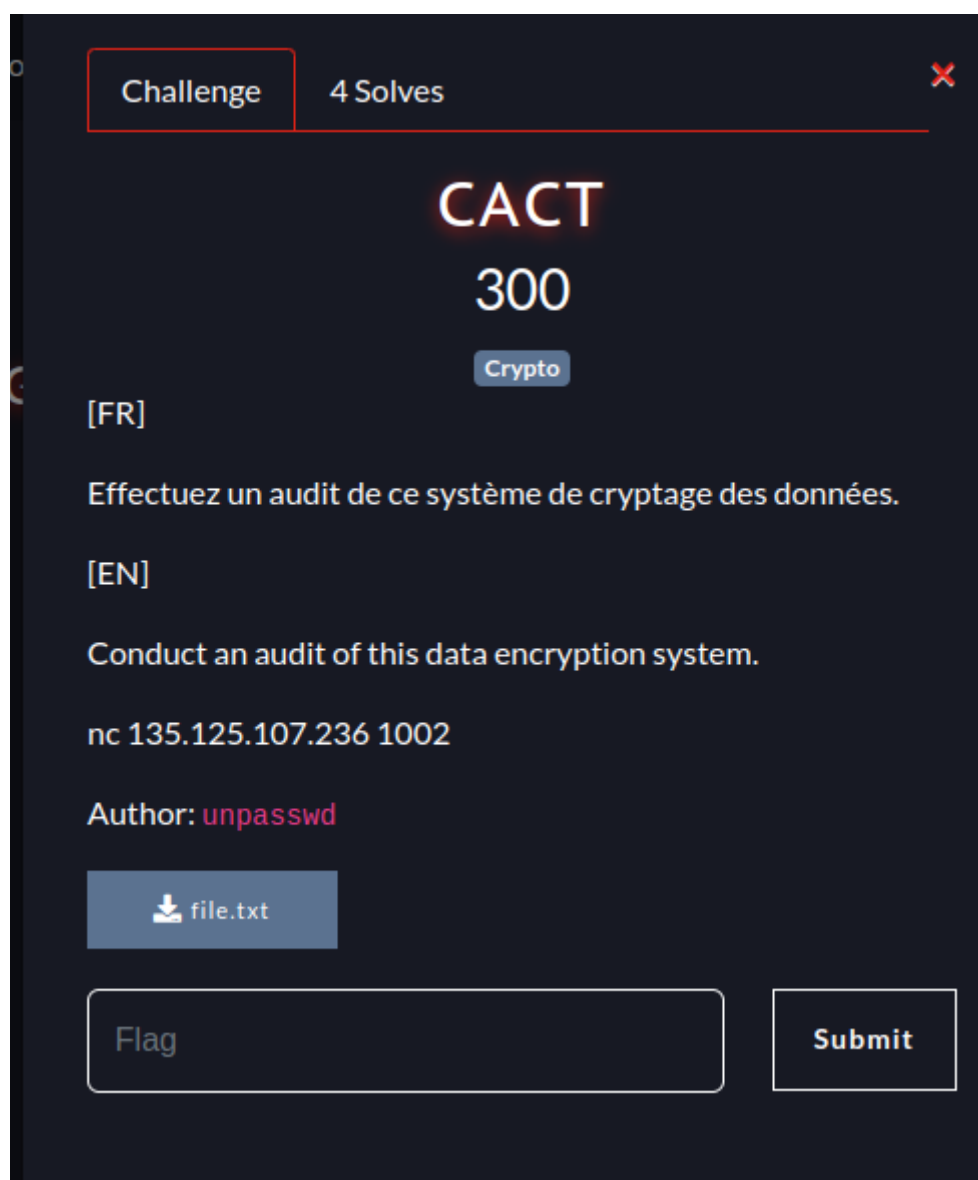 Challenge
4 Solves
CACT
300
Crypto
[FR]
Effectuez un audit de ce système de cryptage des données.
[EN]
Conduct an audit of this data encryption system.
nc 135.125.107.236 1002
Author: unpasswd
file.txt
Flag
Submit